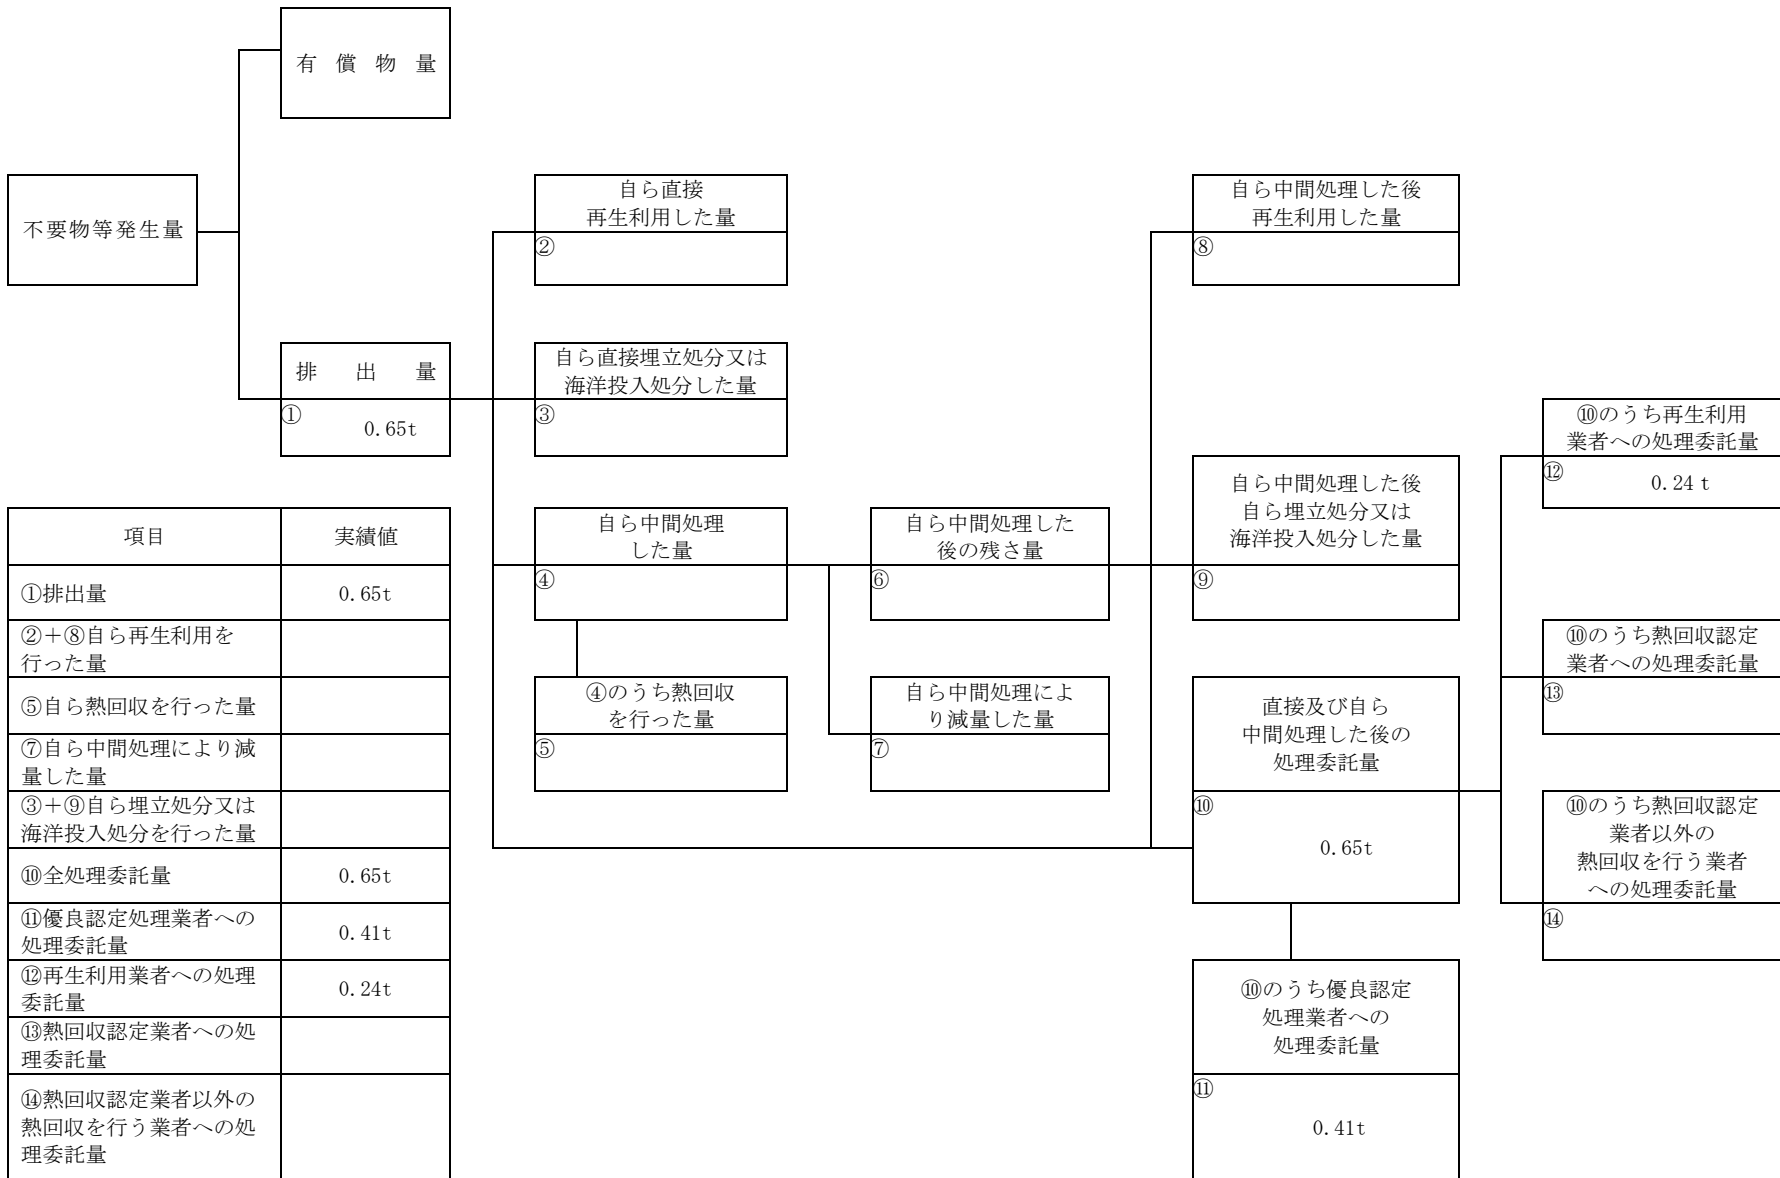 有償物量
不要物等発生量
排出量
①
0.65t
自ら直接
再生利用した量
②
自ら直接埋立処分又は
海洋投入処分した量
③
自ら中間処理
した量
④
④のうち熱回収
を行った量
⑤
自ら中間処理した
後の残さ量
⑥
自ら中間処理によ
り減量した量
⑦
自ら中間処理した後
再生利用した量
⑧
自ら中間処理した後
自ら埋立処分又は
海洋投入処分した量
⑨
直接及び自ら
中間処理した後の
処理委託量
⑩
0.65t
⑩のうち優良認定
処理業者への
処理委託量
⑪
0.41t
⑩のうち再生利用
業者への処理委託量
⑫
0.24 t
⑩のうち熱回収認定
業者への処理委託量
⑬
⑩のうち熱回収認定
業者以外の
熱回収を行う業者
への処理委託量
⑭
項目 実績値
①排出量 0.65t
②+⑧自ら再生利用を
行った量
⑤自ら熱回収を行った量
⑦自ら中間処理により減
量した量
③+⑨自ら埋立処分又は
海洋投入処分を行った量
⑩全処理委託量 0.65t
⑪優良認定処理業者への
処理委託量
0.41t
⑫再生利用業者への処理
委託量
0.24t
⑬熱回収認定業者への処
理委託量
⑭熱回収認定業者以外の
熱回収を行う業者への処
理委託量